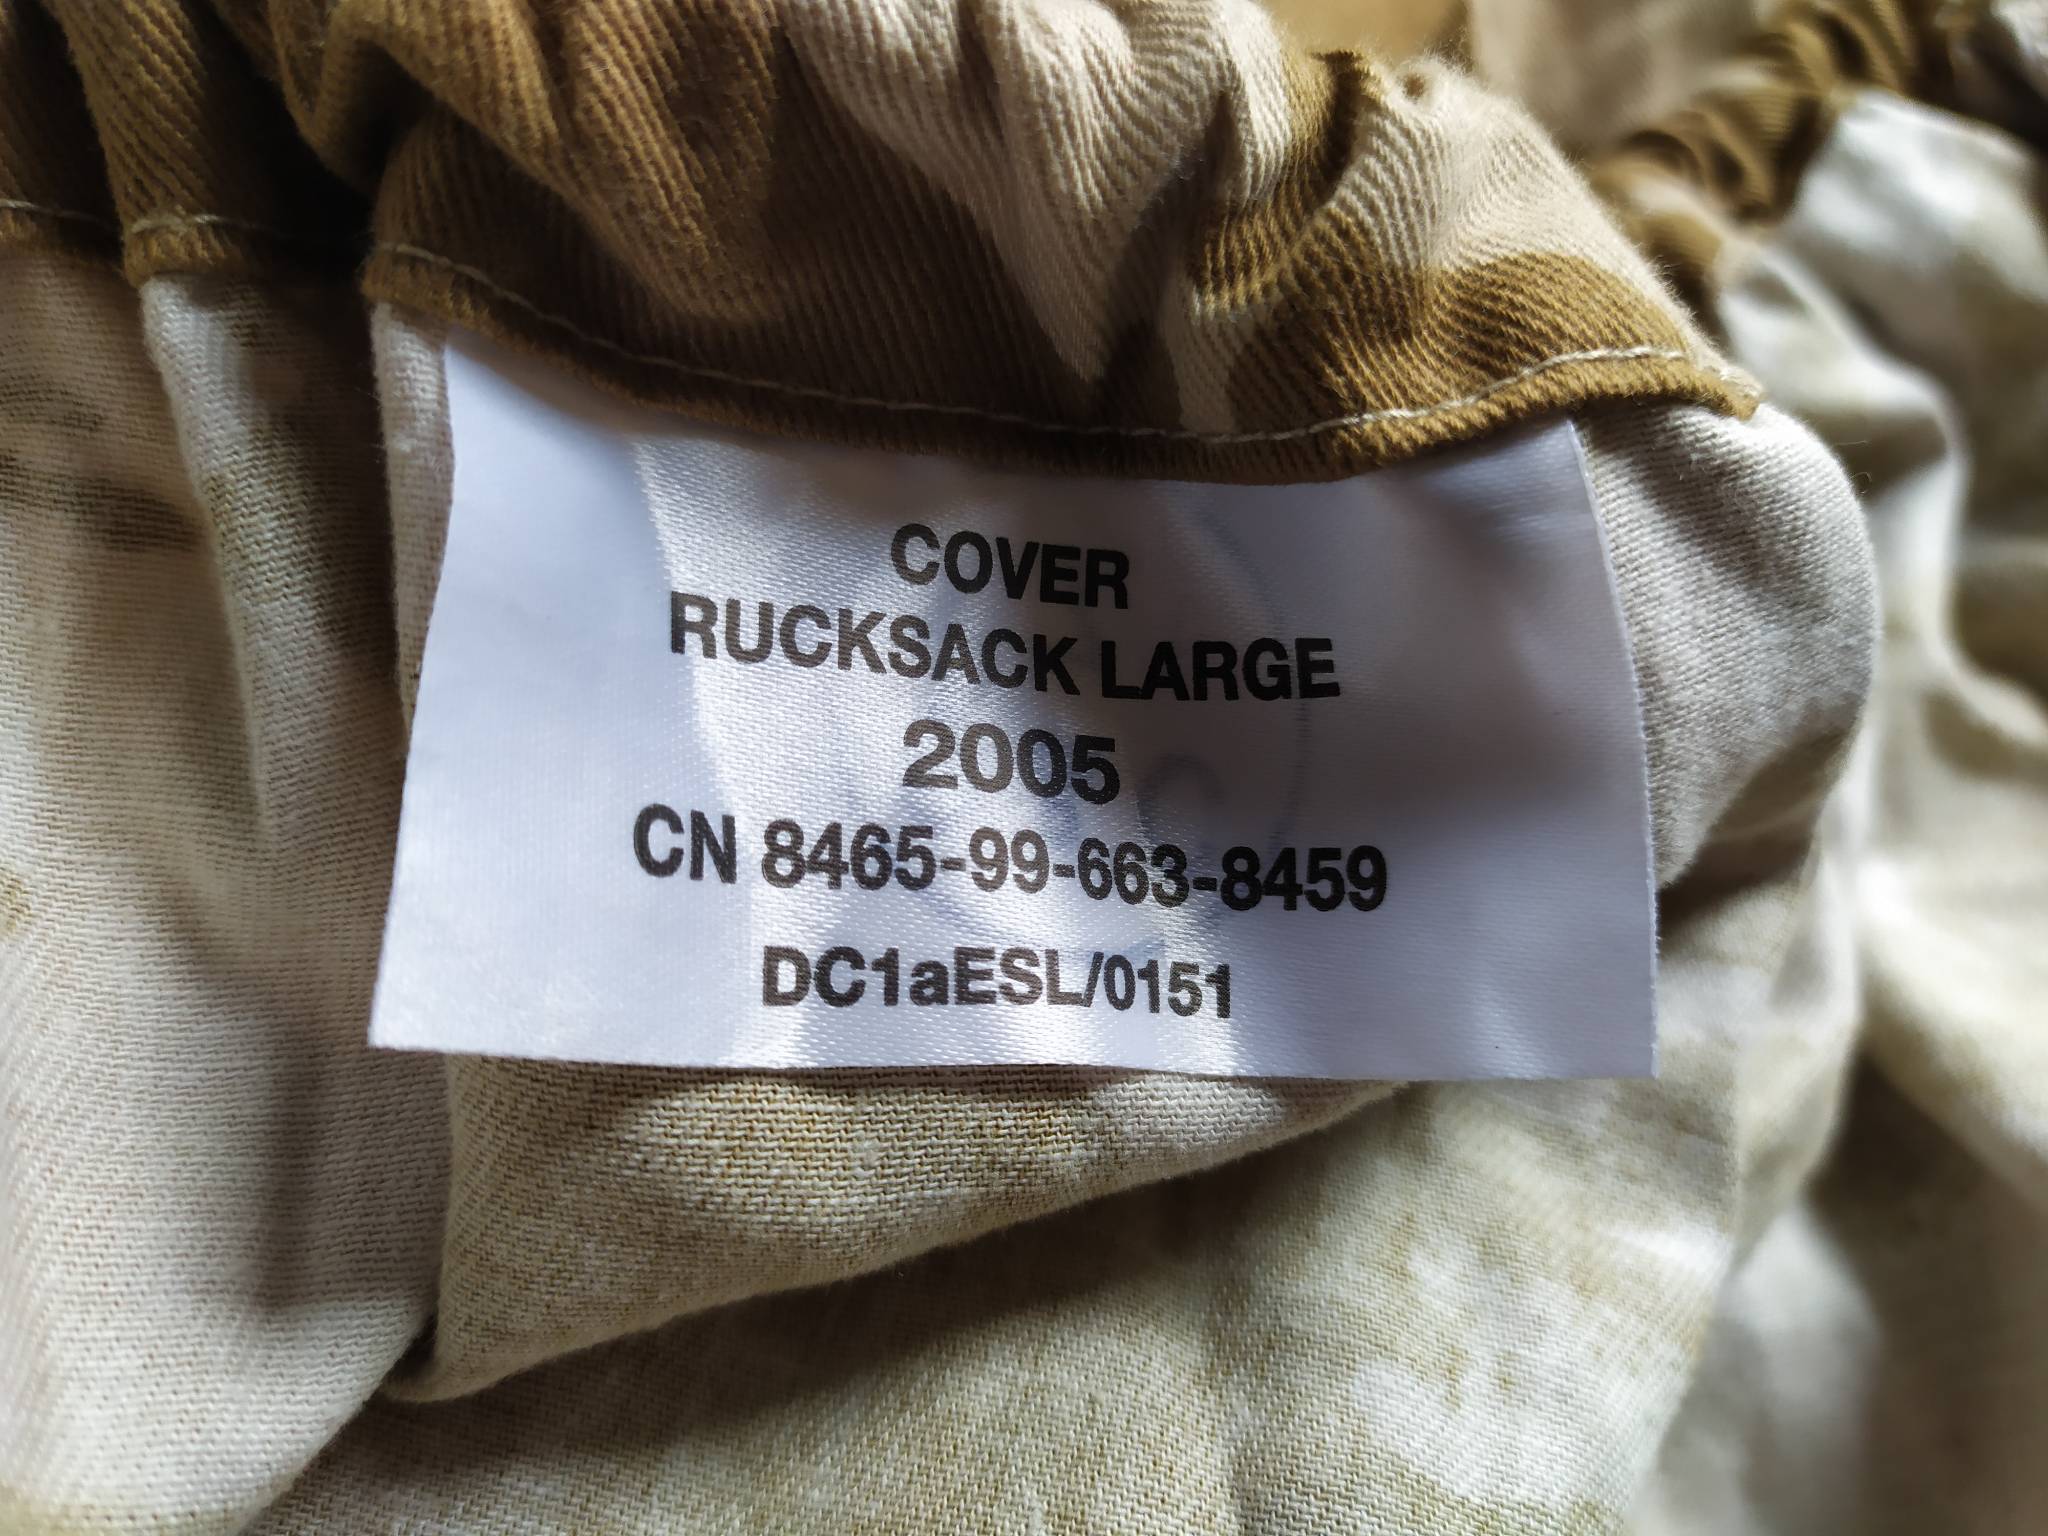 COVER
RUCKSACK LARGE
2005
CN 8465-99-663-8459
DC1aESL/0151